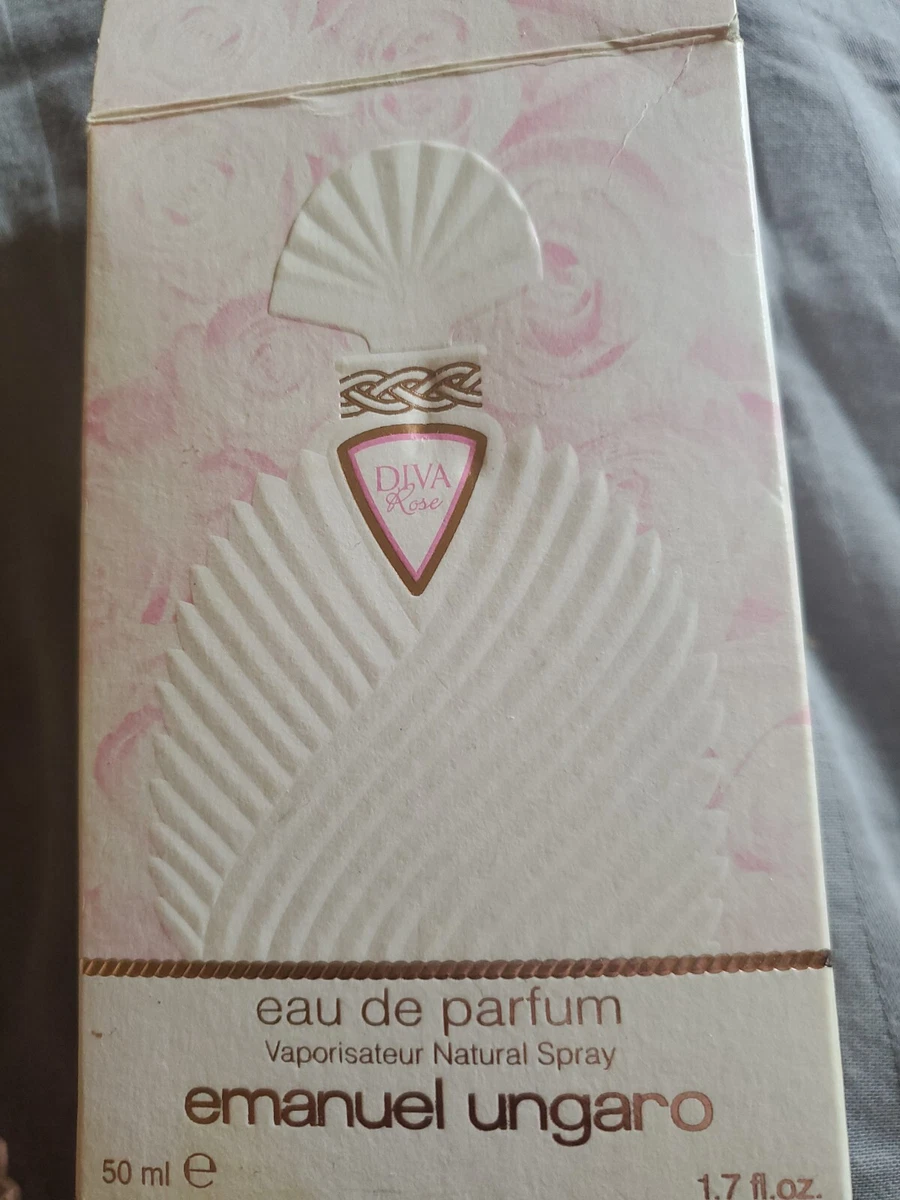 DIVA
Rose
eau de parfum
Vaporisateur Natural Spray
emanuel ungaro
50 ml ℮
1.7 fl.oz.